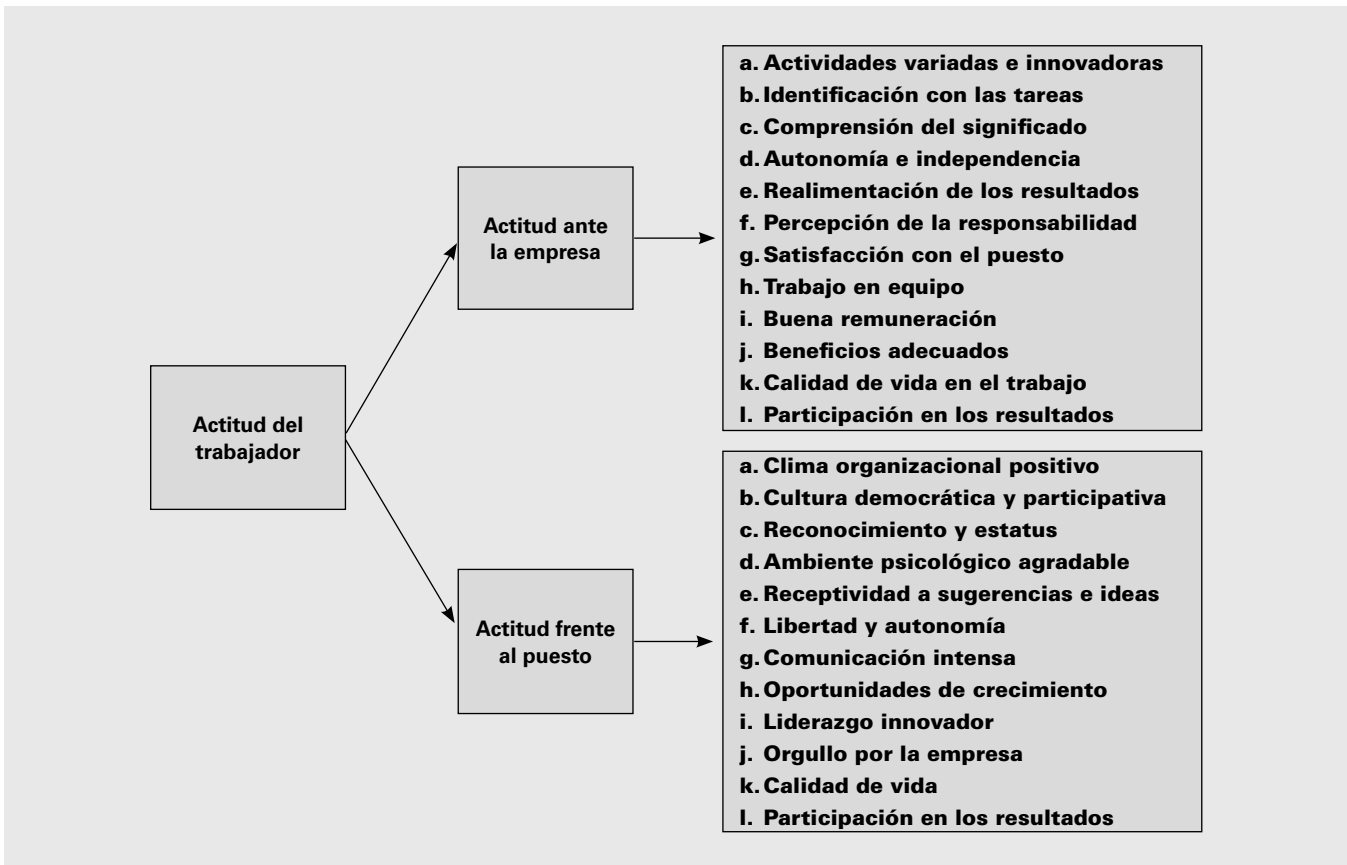 Actitud del
trabajador
Actitud ante
la empresa
a. Actividades variadas e innovadoras
b. Identificación con las tareas
c. Comprensión del significado
d. Autonomía e independencia
e. Realimentación de los resultados
f. Percepción de la responsabilidad
g. Satisfacción con el puesto
h. Trabajo en equipo
i. Buena remuneración
j. Beneficios adecuados
k. Calidad de vida en el trabajo
l. Participación en los resultados
Actitud frente
al puesto
a. Clima organizacional positivo
b. Cultura democrática y participativa
c. Reconocimiento y estatus
d. Ambiente psicológico agradable
e. Receptividad a sugerencias e ideas
f. Libertad y autonomía
g. Comunicación intensa
h. Oportunidades de crecimiento
i. Liderazgo innovador
j. Orgullo por la empresa
k. Calidad de vida
l. Participación en los resultados